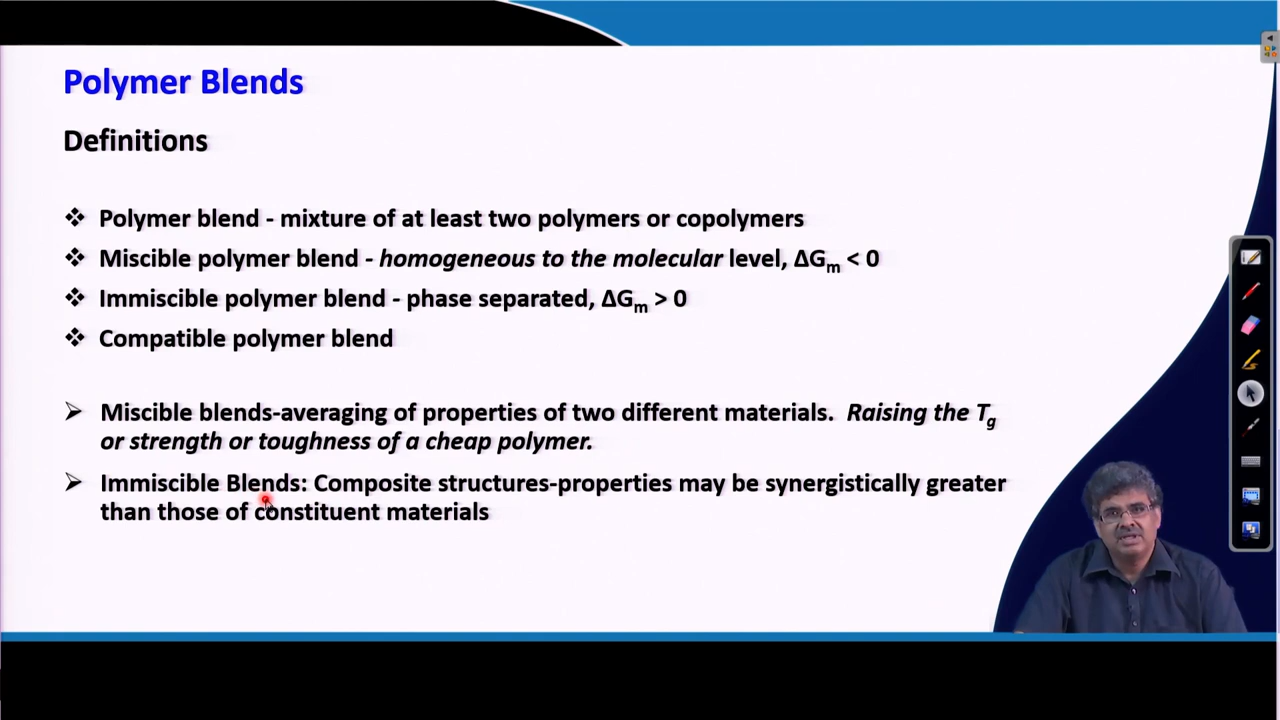 Polymer Blends
Definitions
❖ Polymer blend - mixture of at least two polymers or copolymers
❖ Miscible polymer blend - homogeneous to the molecular level, ΔGm < 0
❖ Immiscible polymer blend - phase separated, ΔGm > 0
❖ Compatible polymer blend
➢ Miscible blends-averaging of properties of two different materials. Raising the Tg
or strength or toughness of a cheap polymer.
➢ Immiscible Blends: Composite structures-properties may be synergistically greater
than those of constituent materials